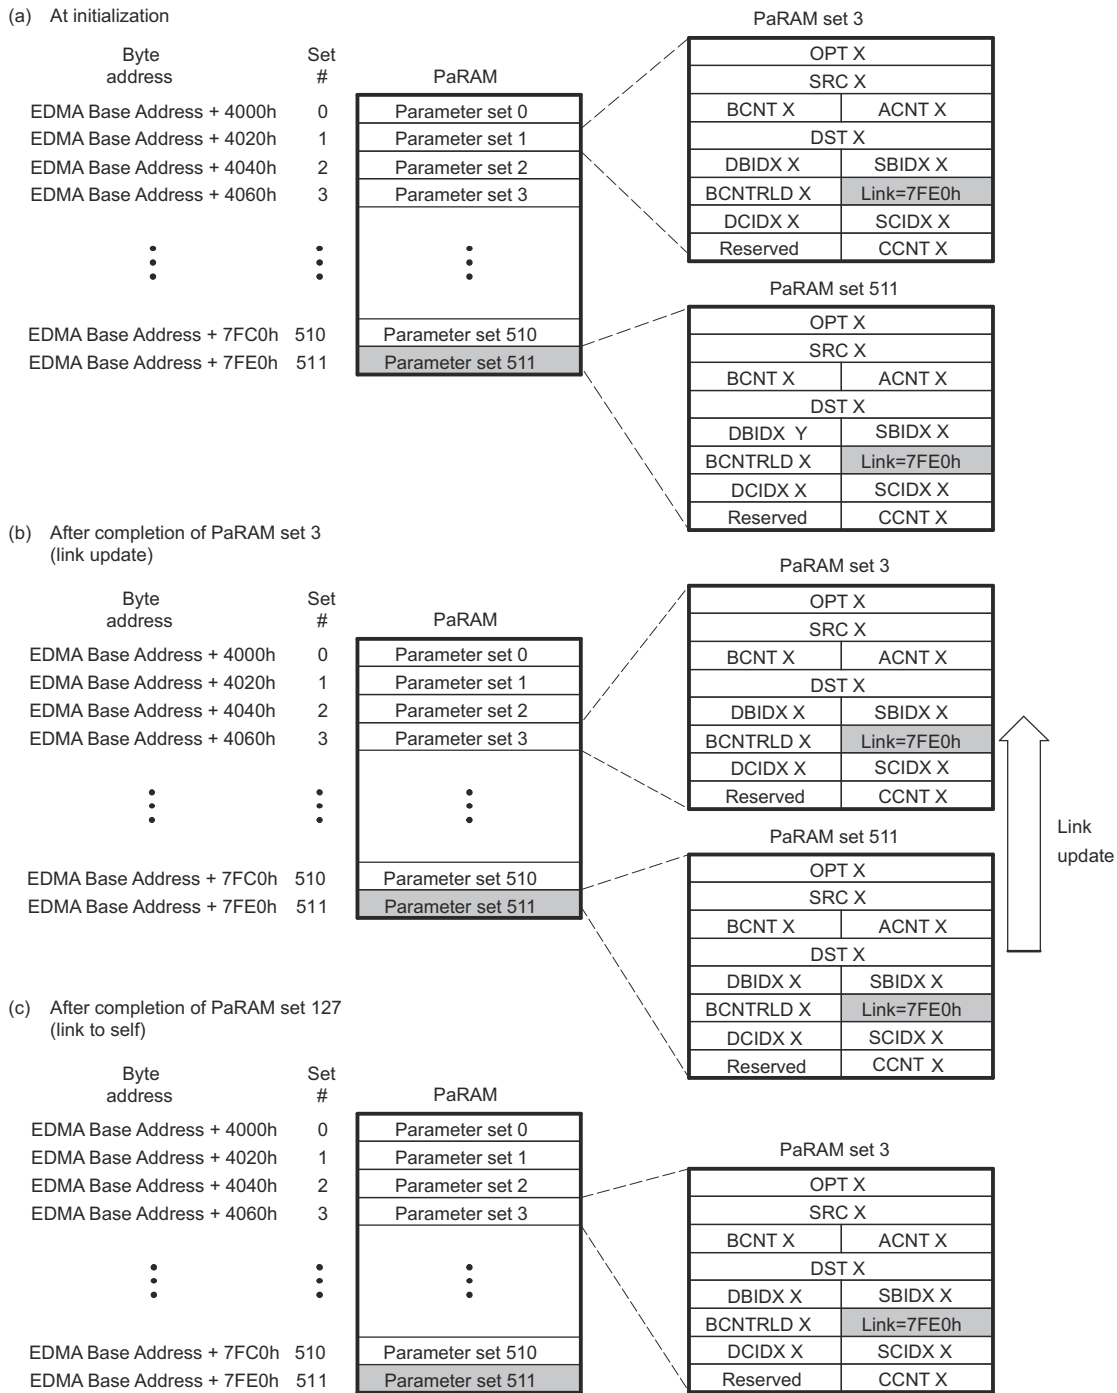 (a) At initialization
Byte address Set # PaRAM
EDMA Base Address + 4000h 0 Parameter set 0
EDMA Base Address + 4020h 1 Parameter set 1
EDMA Base Address + 4040h 2 Parameter set 2
EDMA Base Address + 4060h 3 Parameter set 3
EDMA Base Address + 7FC0h 510 Parameter set 510
EDMA Base Address + 7FE0h 511 Parameter set 511
PaRAM set 3
OPT X
SRC X
BCNT X ACNT X
DST X
DBIDX X SBIDX X
BCNTRLD X Link=7FE0h
DCIDX X SCIDX X
Reserved CCNT X
PaRAM set 511
OPT X
SRC X
BCNT X ACNT X
DST X
DBIDX Y SBIDX X
BCNTRLD X Link=7FE0h
DCIDX X SCIDX X
Reserved CCNT X
(b) After completion of PaRAM set 3
(link update)
Byte address Set # PaRAM
EDMA Base Address + 4000h 0 Parameter set 0
EDMA Base Address + 4020h 1 Parameter set 1
EDMA Base Address + 4040h 2 Parameter set 2
EDMA Base Address + 4060h 3 Parameter set 3
EDMA Base Address + 7FC0h 510 Parameter set 510
EDMA Base Address + 7FE0h 511 Parameter set 511
PaRAM set 3
OPT X
SRC X
BCNT X ACNT X
DST X
DBIDX X SBIDX X
BCNTRLD X Link=7FE0h
DCIDX X SCIDX X
Reserved CCNT X
PaRAM set 511
OPT X
SRC X
BCNT X ACNT X
DST X
DBIDX X SBIDX X
BCNTRLD X Link=7FE0h
DCIDX X SCIDX X
Reserved CCNT X
Link
update
(c) After completion of PaRAM set 127
(link to self)
Byte address Set # PaRAM
EDMA Base Address + 4000h 0 Parameter set 0
EDMA Base Address + 4020h 1 Parameter set 1
EDMA Base Address + 4040h 2 Parameter set 2
EDMA Base Address + 4060h 3 Parameter set 3
EDMA Base Address + 7FC0h 510 Parameter set 510
EDMA Base Address + 7FE0h 511 Parameter set 511
PaRAM set 3
OPT X
SRC X
BCNT X ACNT X
DST X
DBIDX X SBIDX X
BCNTRLD X Link=7FE0h
DCIDX X SCIDX X
Reserved CCNT X